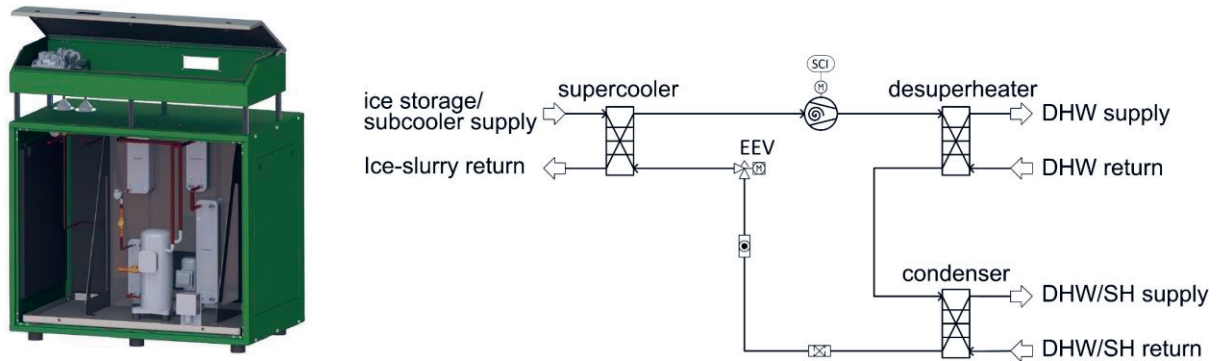 SCI
M
supercooler
desuperheater
ice storage/
subcooler supply
DHW supply
EEV
M
Ice-slurry return
DHW return
condenser
DHW/SH supply
DHW/SH return